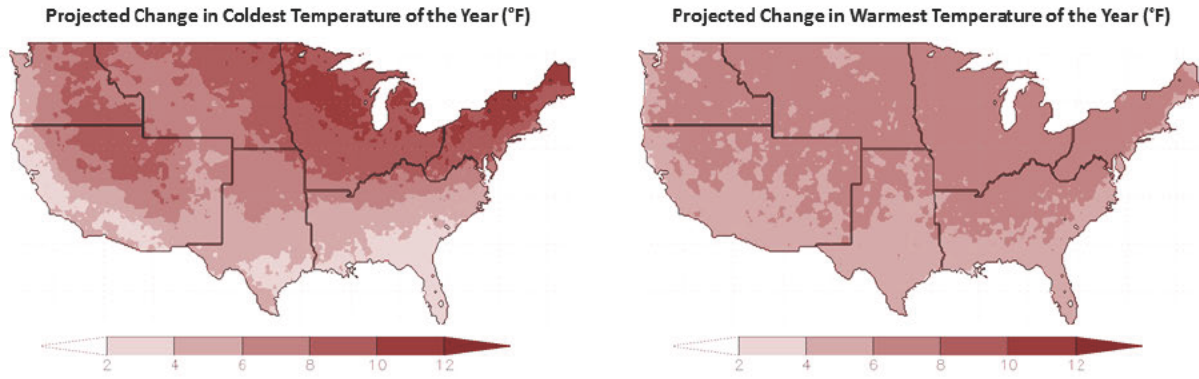 Projected Change in Coldest Temperature of the Year (°F)
Projected Change in Warmest Temperature of the Year (°F)
2 4 6 8 10 12
2 4 6 8 10 12